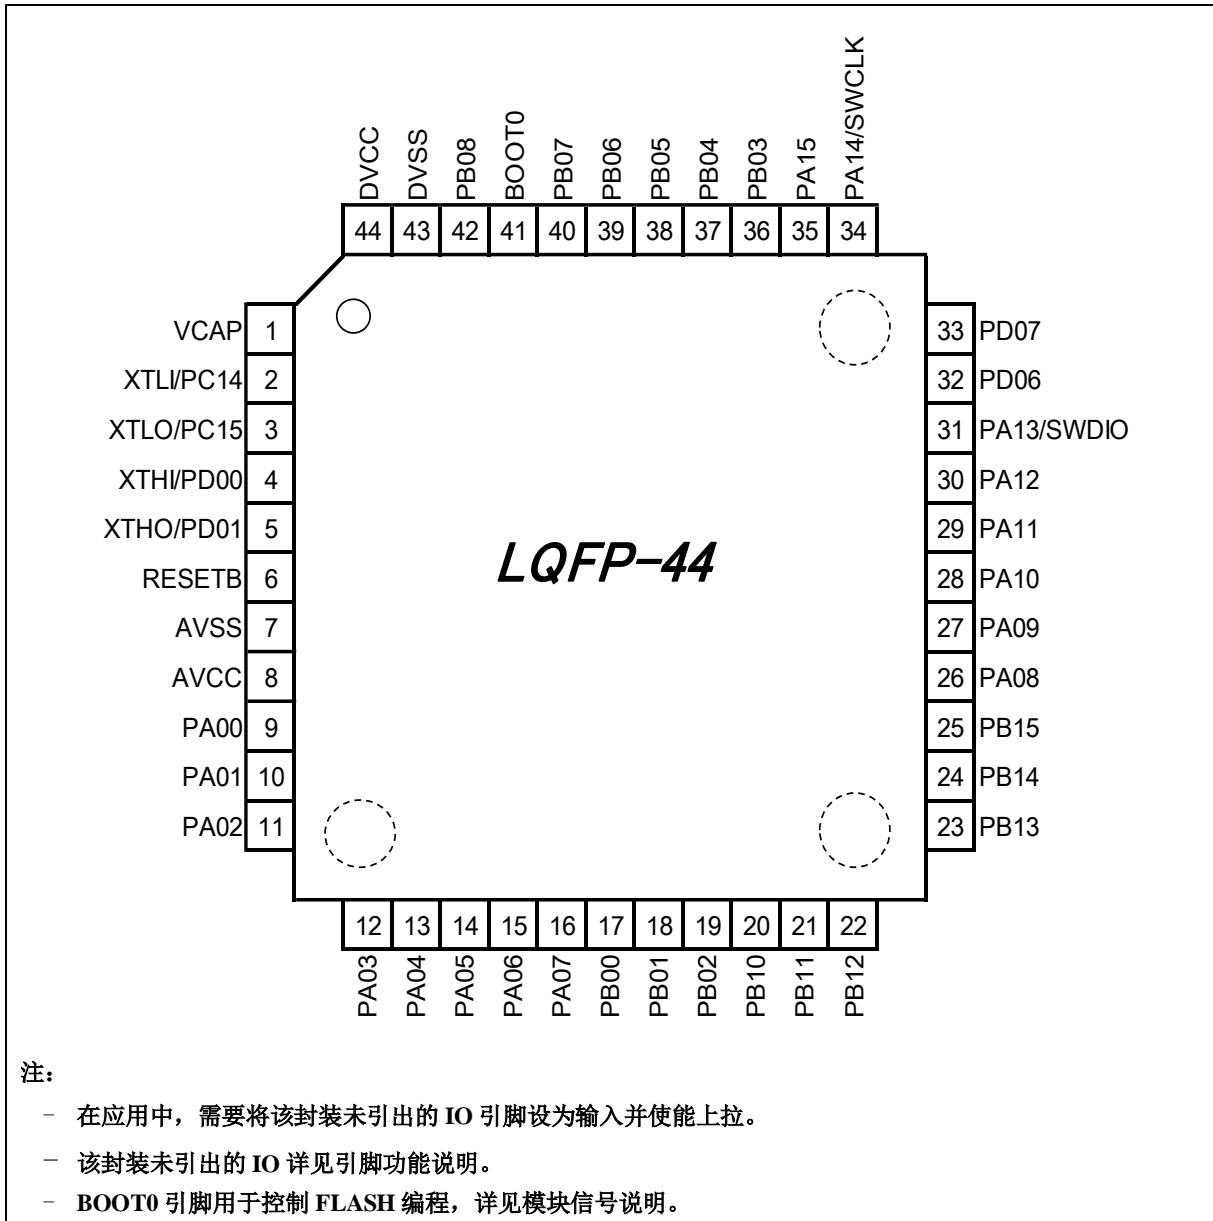 DVCC
DVSS
PB08
BOOT0
PB07
PB06
PB05
PB04
PB03
PA15
PA14/SWCLK
44 43 42 41 40 39 38 37 36 35 34
VCAP 1
XTLI/PC14 2
XTLO/PC15 3
XTHI/PD00 4
XTHO/PD01 5
RESETB 6
AVSS 7
AVCC 8
PA00 9
PA01 10
PA02 11
LQFP-44
33 PD07
32 PD06
31 PA13/SWDIO
30 PA12
29 PA11
28 PA10
27 PA09
26 PA08
25 PB15
24 PB14
23 PB13
12 13 14 15 16 17 18 19 20 21 22
PA03
PA04
PA05
PA06
PA07
PB00
PB01
PB02
PB10
PB11
PB12
注：
－ 在应用中，需要将该封装未引出的 IO 引脚设为输入并使能上拉。
－ 该封装未引出的 IO 详见引脚功能说明。
－ BOOT0 引脚用于控制 FLASH 编程，详见模块信号说明。